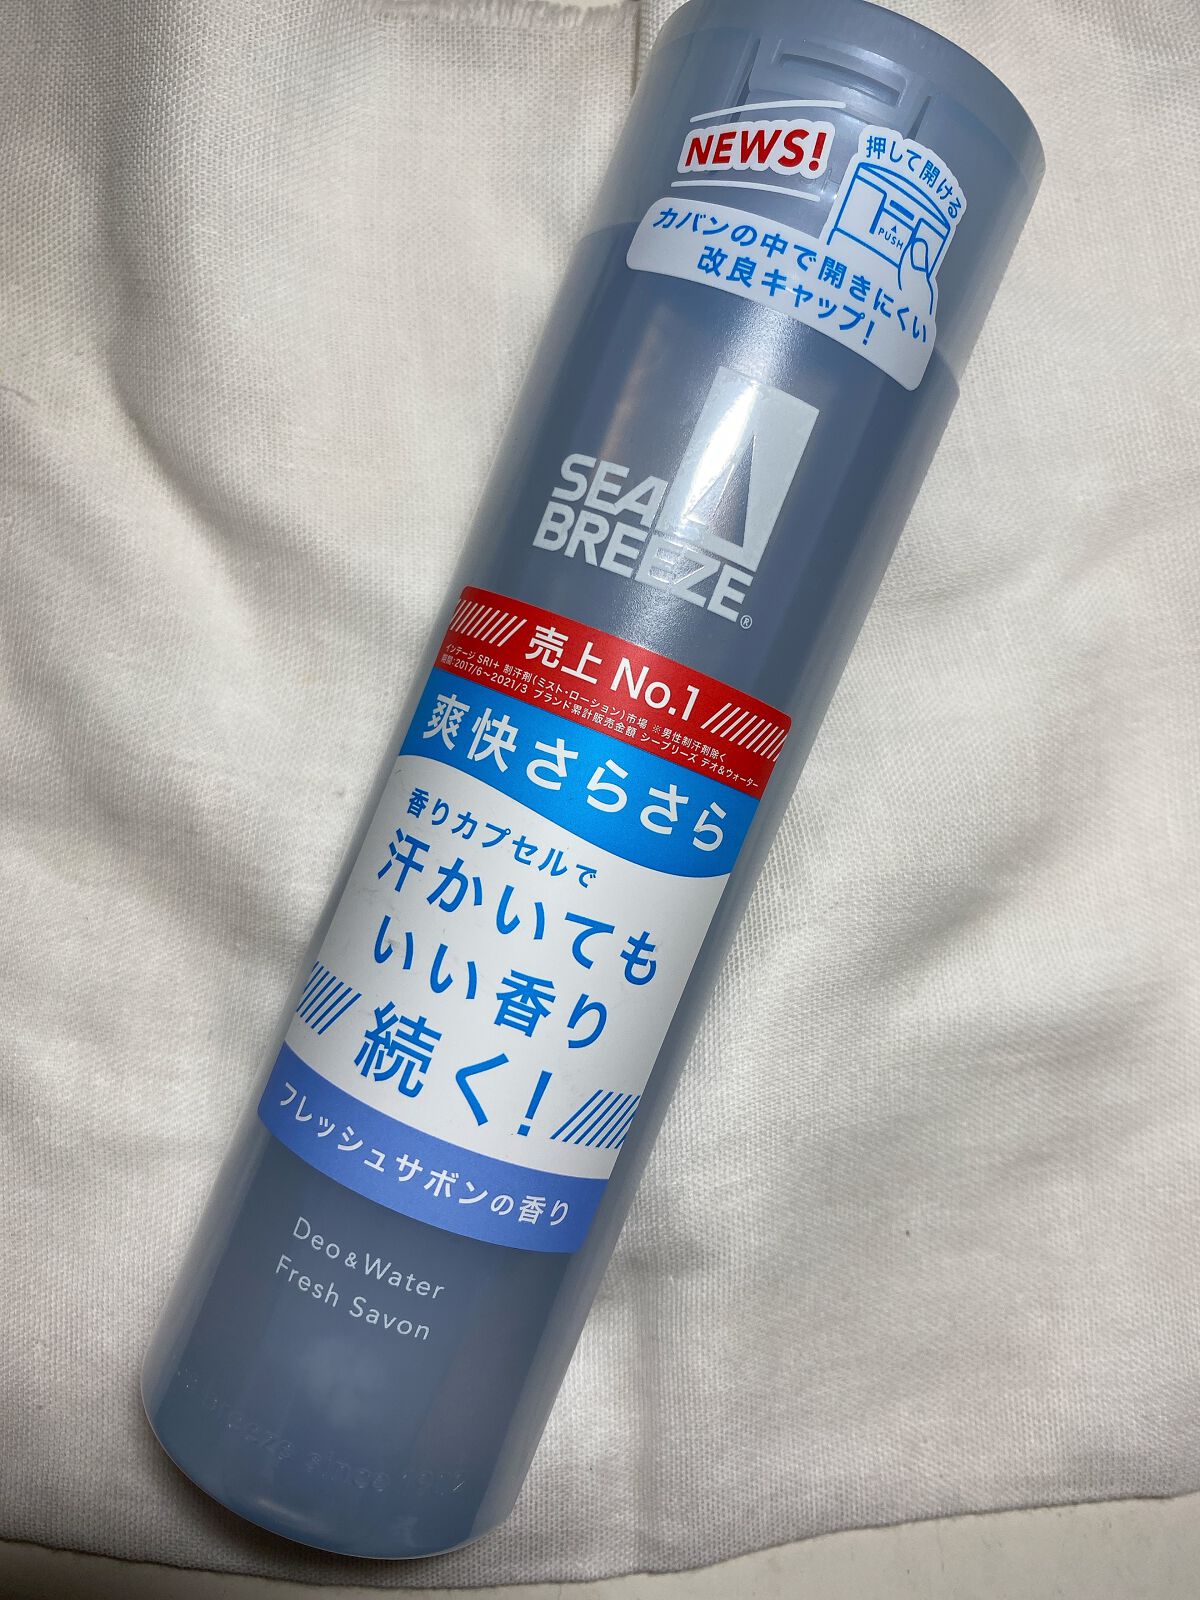 NEWS!
押して開ける
PUSH
カバンの中で開きにくい
改良キャップ!
SEA
BREEZE®
売上 No.1
インテージ SRI+ 制汗剤(ミスト・ローション)市場 ※男性制汗剤除く
期間:2017/6~2021/3 ブランド累計販売金額 シーブリーズ デオ&ウォーター
爽快さらさら
香りカプセルで
汗かいても
いい香り
続く!
フレッシュサボンの香り
Deo & Water
Fresh Savon
breeze since